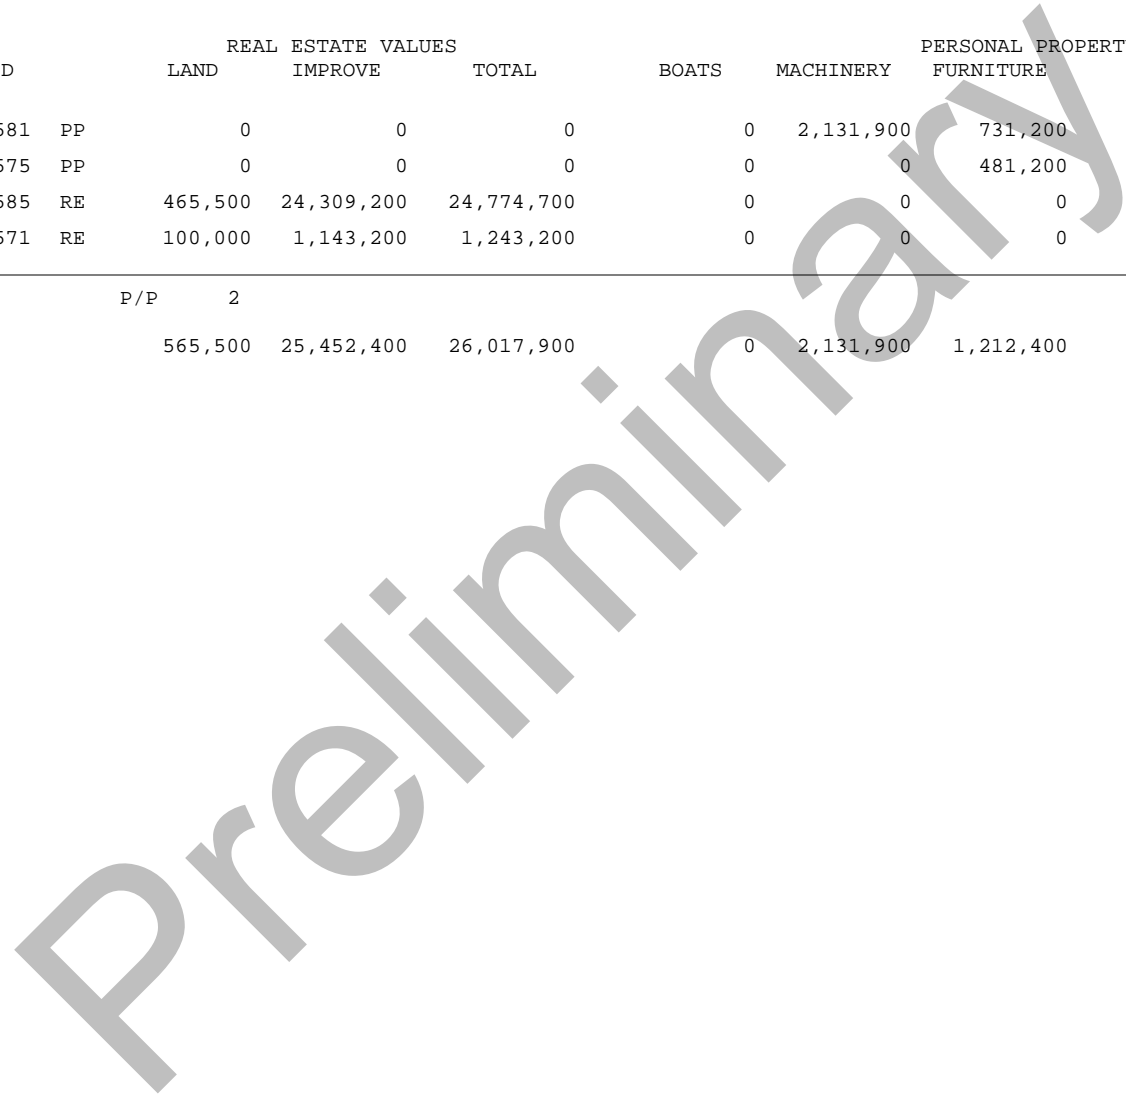 REAL ESTATE VALUES PERSONAL PROPERT
D LAND IMPROVE TOTAL BOATS MACHINERY FURNITURE
581 PP 0 0 0 0 2,131,900 731,200
575 PP 0 0 0 0 0 481,200
585 RE 465,500 24,309,200 24,774,700 0 0 0
571 RE 100,000 1,143,200 1,243,200 0 0 0
P/P 2
565,500 25,452,400 26,017,900 0 2,131,900 1,212,400
Preliminary